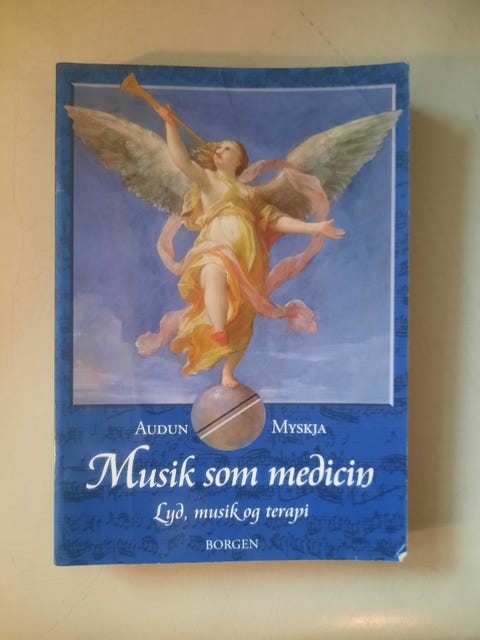 AUDUN MYSKJA
Musik som medicin
Lyd, musik og terapi
BORGEN